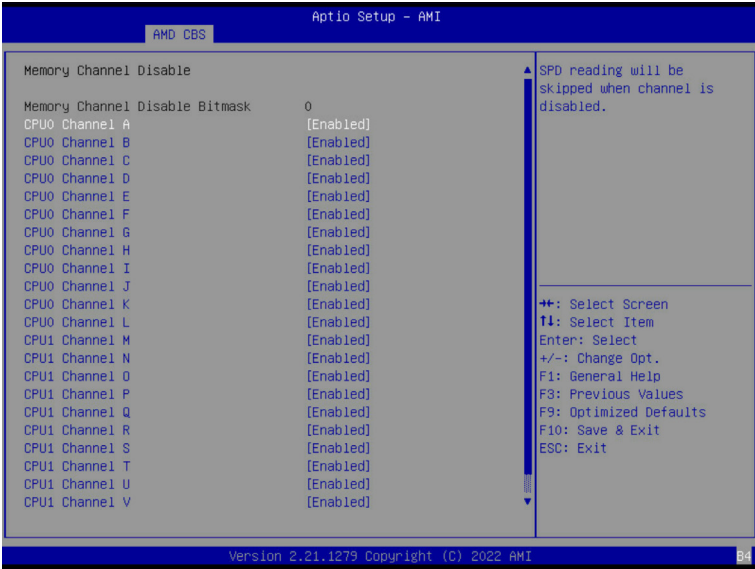 Aptio Setup – AMI
AMD CBS
Memory Channel Disable
Memory Channel Disable Bitmask 0
CPU0 Channel A [Enabled]
CPU0 Channel B [Enabled]
CPU0 Channel C [Enabled]
CPU0 Channel D [Enabled]
CPU0 Channel E [Enabled]
CPU0 Channel F [Enabled]
CPU0 Channel G [Enabled]
CPU0 Channel H [Enabled]
CPU0 Channel I [Enabled]
CPU0 Channel J [Enabled]
CPU0 Channel K [Enabled]
CPU0 Channel L [Enabled]
CPU1 Channel M [Enabled]
CPU1 Channel N [Enabled]
CPU1 Channel O [Enabled]
CPU1 Channel P [Enabled]
CPU1 Channel Q [Enabled]
CPU1 Channel R [Enabled]
CPU1 Channel S [Enabled]
CPU1 Channel T [Enabled]
CPU1 Channel U [Enabled]
CPU1 Channel V [Enabled]
SPD reading will be
skipped when channel is
disabled.
→←: Select Screen
↑↓: Select Item
Enter: Select
+/-: Change Opt.
F1: General Help
F3: Previous Values
F9: Optimized Defaults
F10: Save & Exit
ESC: Exit
Version 2.21.1279 Copyright (C) 2022 AMI
B4